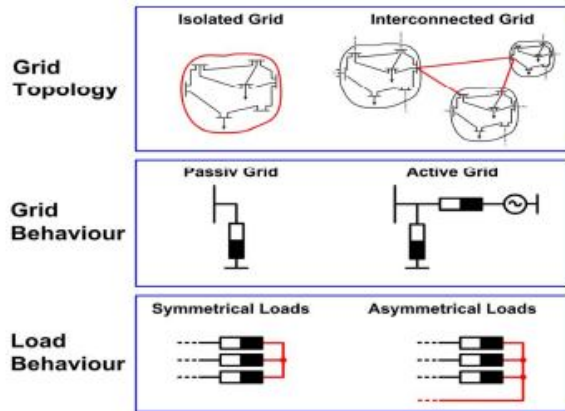 Isolated Grid
Interconnected Grid
Grid
Topology
Passiv Grid
Active Grid
Grid
Behaviour
Symmetrical Loads
Asymmetrical Loads
Load
Behaviour